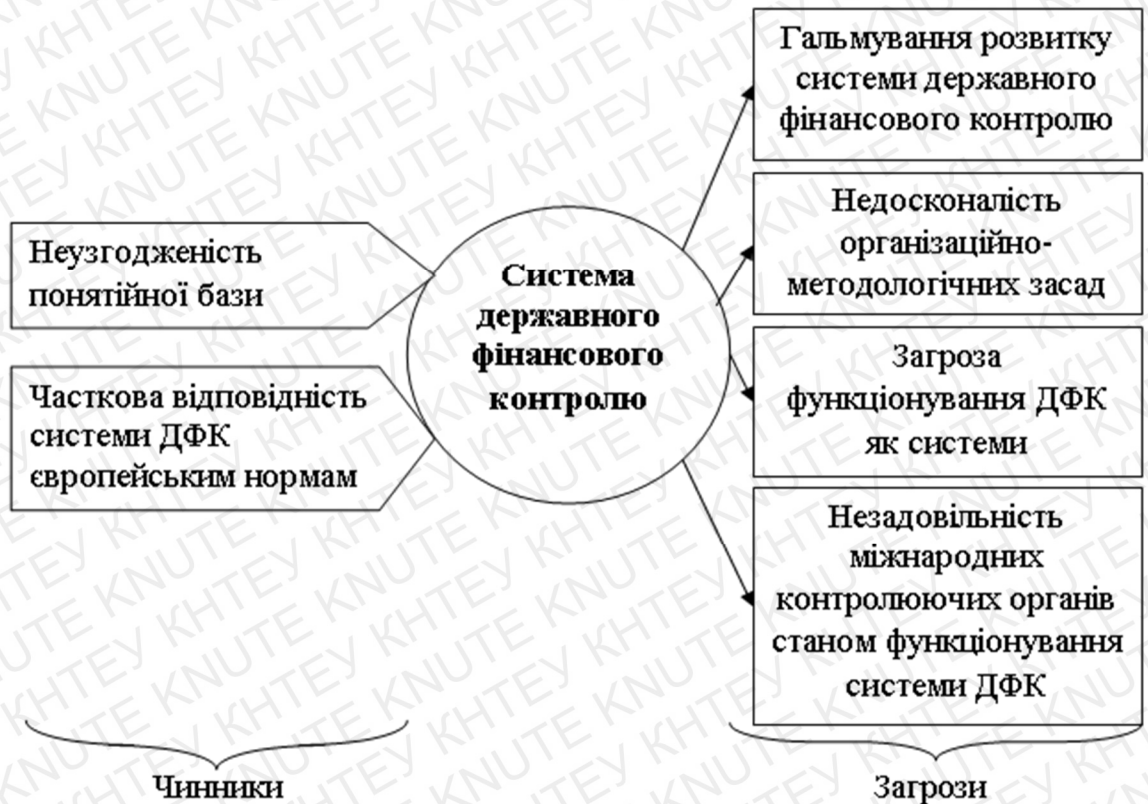 Неузгодженість
понятійної бази
Часткова відповідність
системи ДФК
європейським нормам
Чинники
Система
державного
фінансового
контролю
Гальмування розвитку
системи державного
фінансового контролю
Недосконалість
організаційно-
методологічних засад
Загроза
функціонування ДФК
як системи
Незадовільність
міжнародних
контролюючих органів
станом функціонування
системи ДФК
Загрози